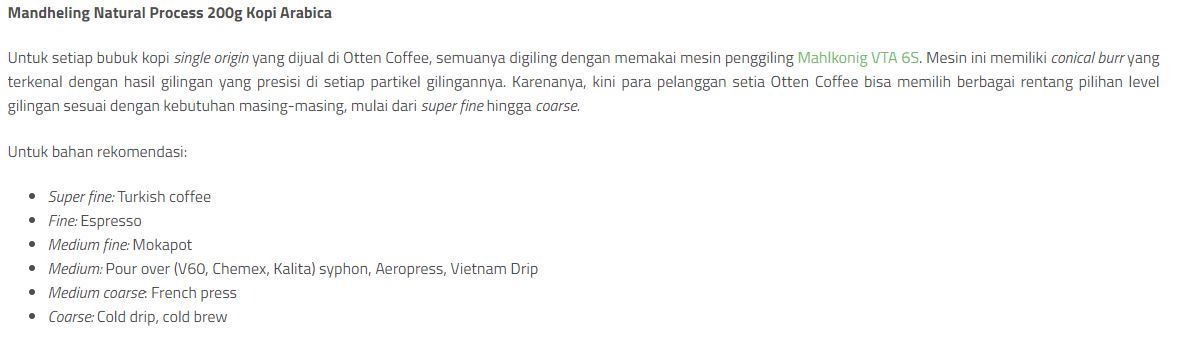 Mandheling Natural Process 200g Kopi Arabica
Untuk setiap bubuk kopi single origin yang dijual di Otten Coffee, semuanya digiling dengan memakai mesin penggiling Mahlkonig VTA 6S. Mesin ini memiliki conical burr yang
terkenal dengan hasil gilingan yang presisi di setiap partikel gilingannya. Karenanya, kini para pelanggan setia Otten Coffee bisa memilih berbagai rentang pilihan level
gilingan sesuai dengan kebutuhan masing-masing, mulai dari super fine hingga coarse.
Untuk bahan rekomendasi:
• Super fine: Turkish coffee
• Fine: Espresso
• Medium fine: Mokapot
• Medium: Pour over (V60, Chemex, Kalita) syphon, Aeropress, Vietnam Drip
• Medium coarse: French press
• Coarse: Cold drip, cold brew